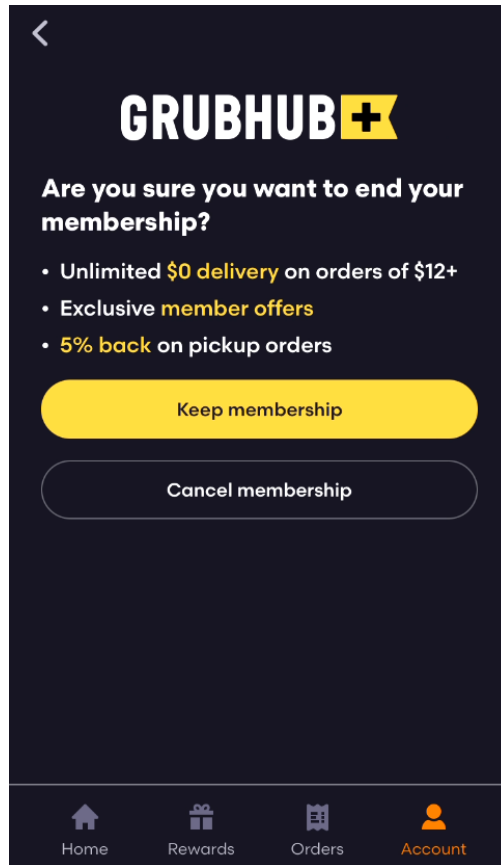 GRUBHUB+
Are you sure you want to end your
membership?
• Unlimited $0 delivery on orders of $12+
• Exclusive member offers
• 5% back on pickup orders
Keep membership
Cancel membership
Home Rewards Orders Account